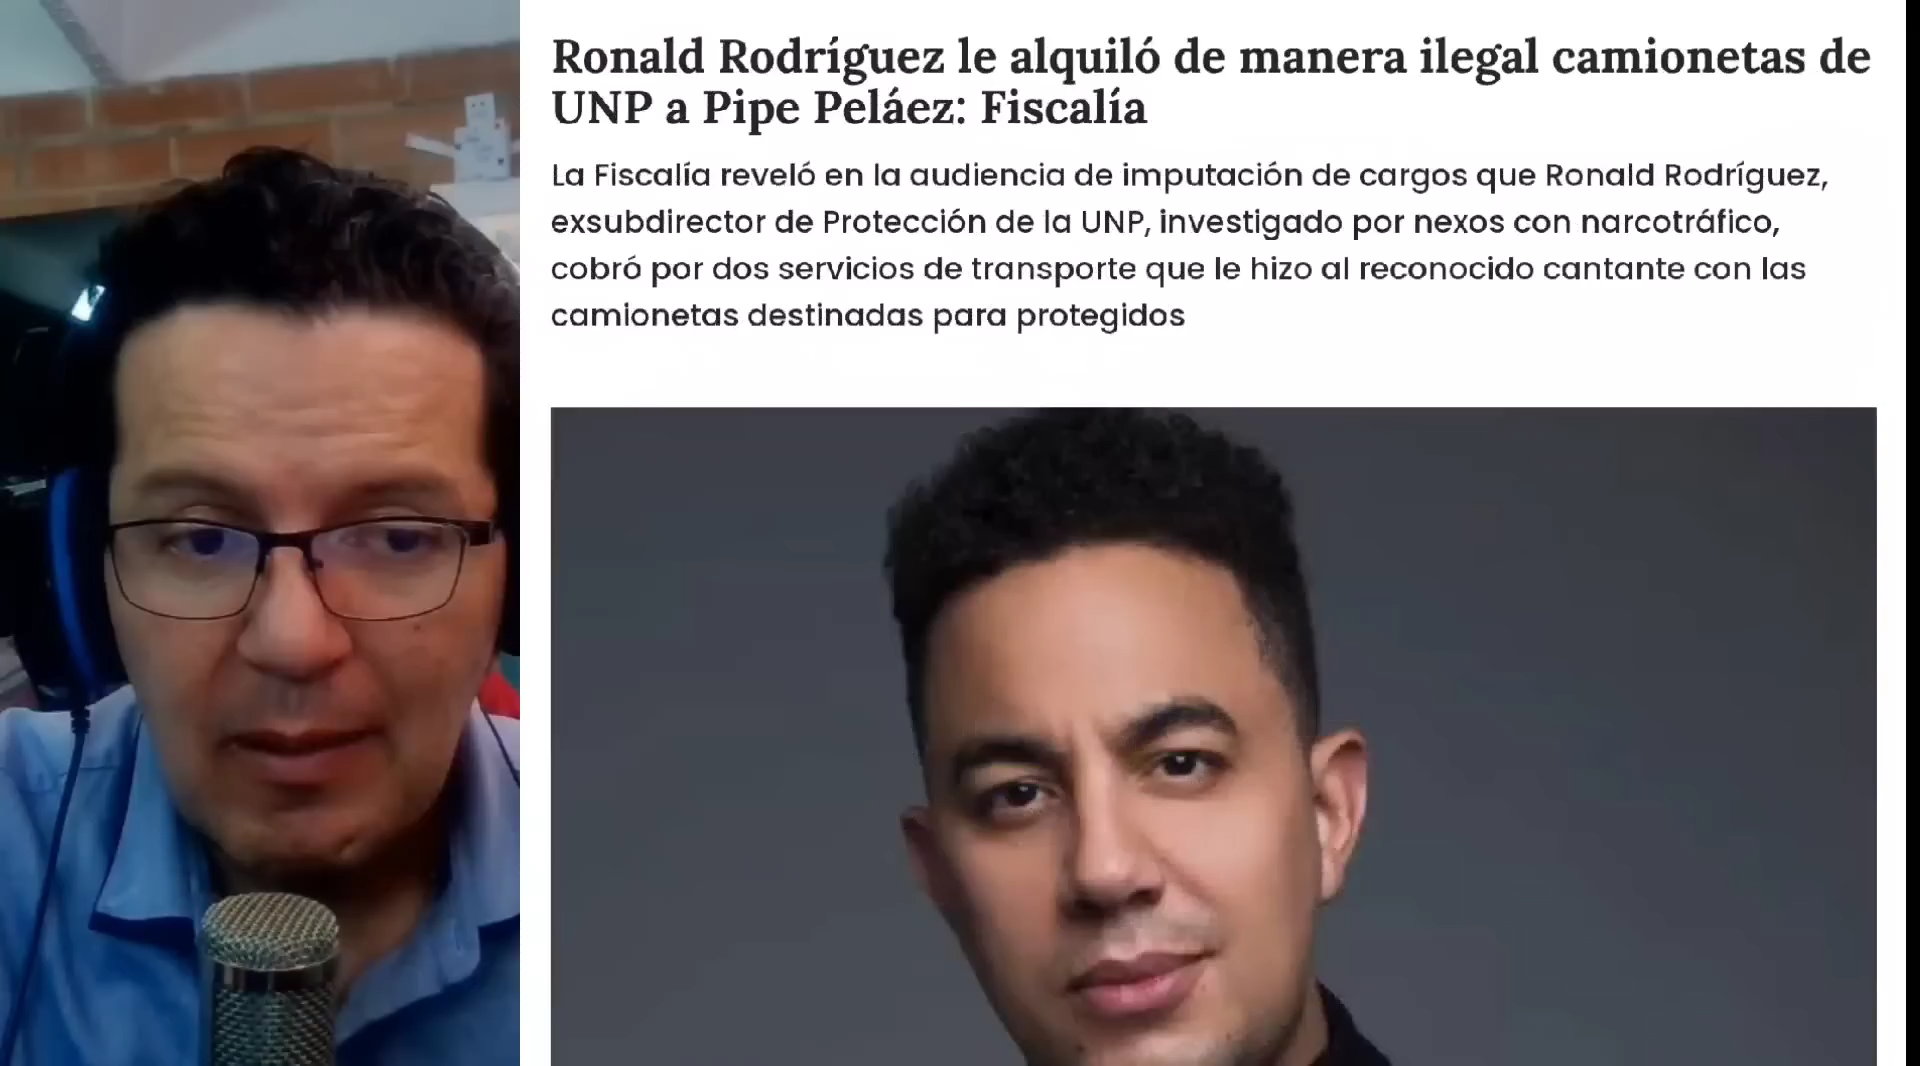 Ronald Rodríguez le alquiló de manera ilegal camionetas de
UNP a Pipe Peláez: Fiscalía
La Fiscalía reveló en la audiencia de imputación de cargos que Ronald Rodríguez,
exsubdirector de Protección de la UNP, investigado por nexos con narcotráfico,
cobró por dos servicios de transporte que le hizo al reconocido cantante con las
camionetas destinadas para protegidos